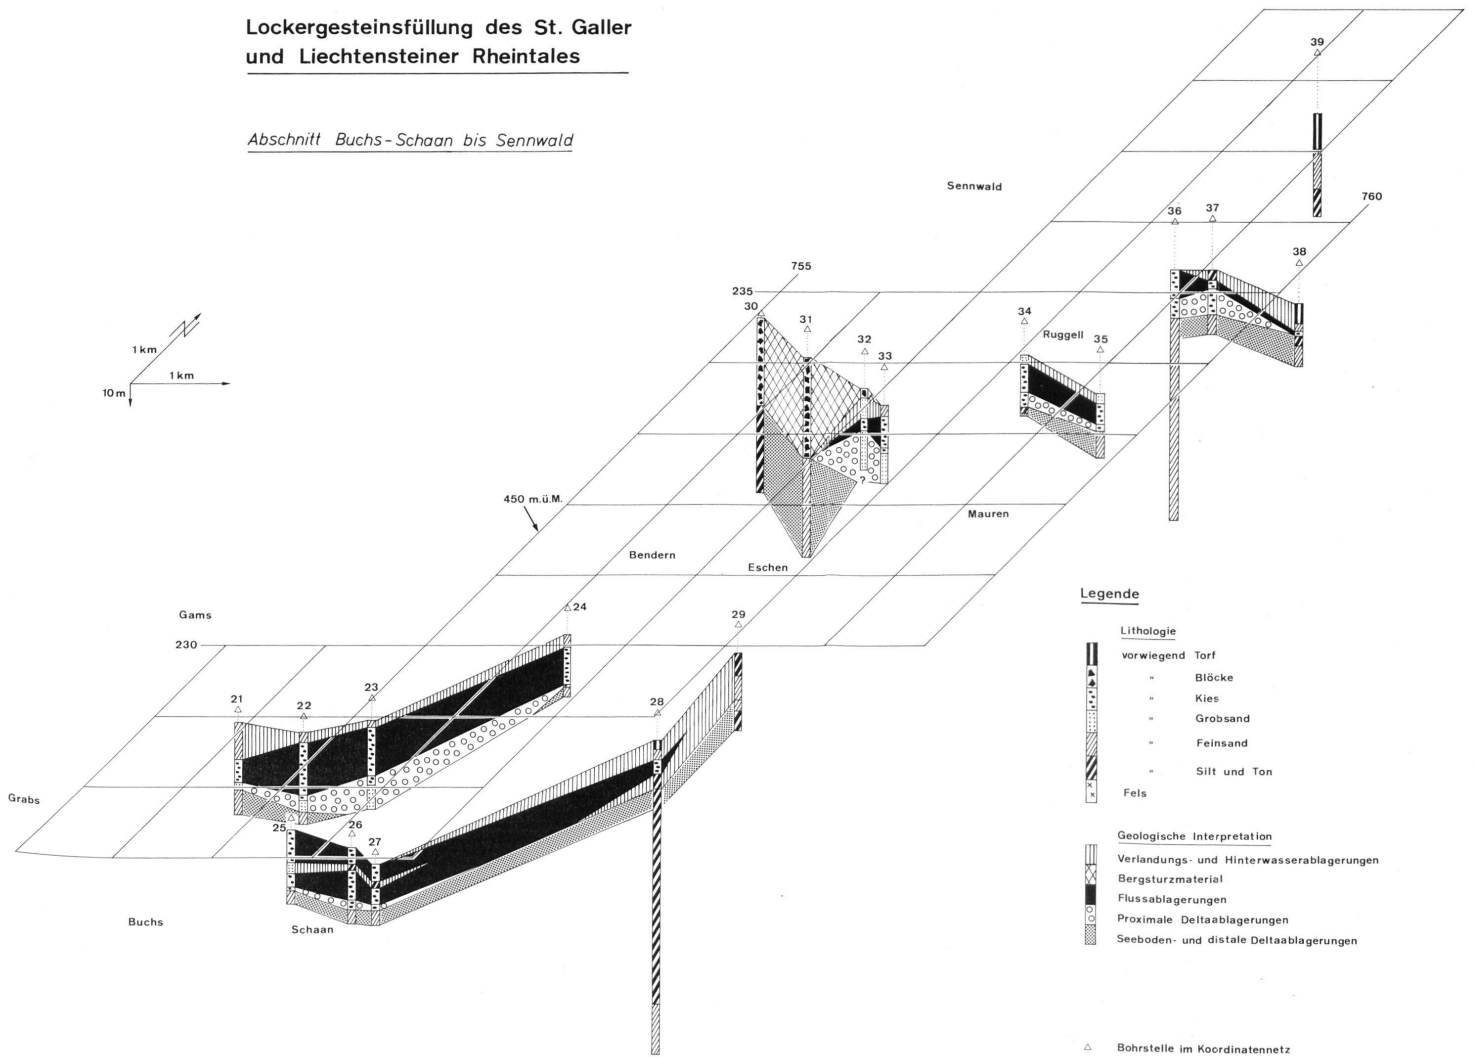 Lockergesteinsfüllung des St. Galler
und Liechtensteiner Rheintales
Abschnitt Buchs-Schaan bis Sennwald
39
760
Sennwald
36
37
38
755
235
30
31
32
33
34
Ruggell
35
1 km
1 km
10 m
?
450 m.ü.M.
Mauren
Bendern
Eschen
Gams
24
29
230
21
22
23
28
Grabs
25
26
27
Buchs
Schaan
Legende
Lithologie
vorwiegend Torf
" Blöcke
" Kies
" Grobsand
" Feinsand
" Silt und Ton
Fels
Geologische Interpretation
Verlandungs- und Hinterwasserablagerungen
Bergsturzmaterial
Flussablagerungen
Proximale Deltaablagerungen
Seeboden- und distale Deltaablagerungen
Bohrstelle im Koordinatennetz